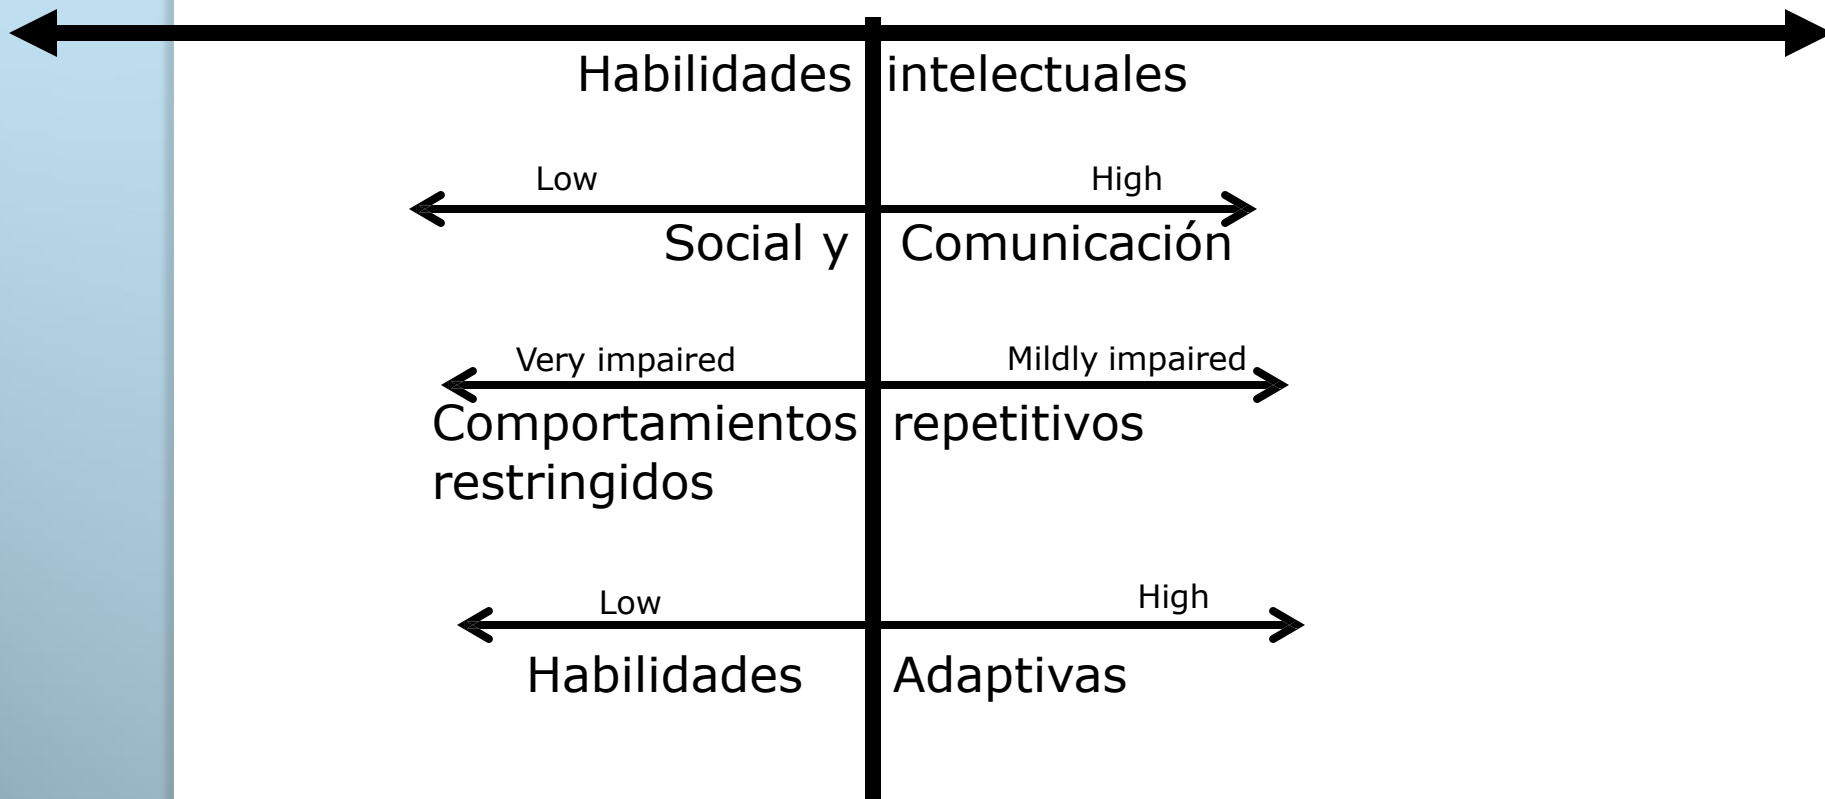 Habilidades intelectuales
Low High
Social y Comunicación
Very impaired Mildly impaired
Comportamientos repetitivos
restringidos
Low High
Habilidades Adaptivas